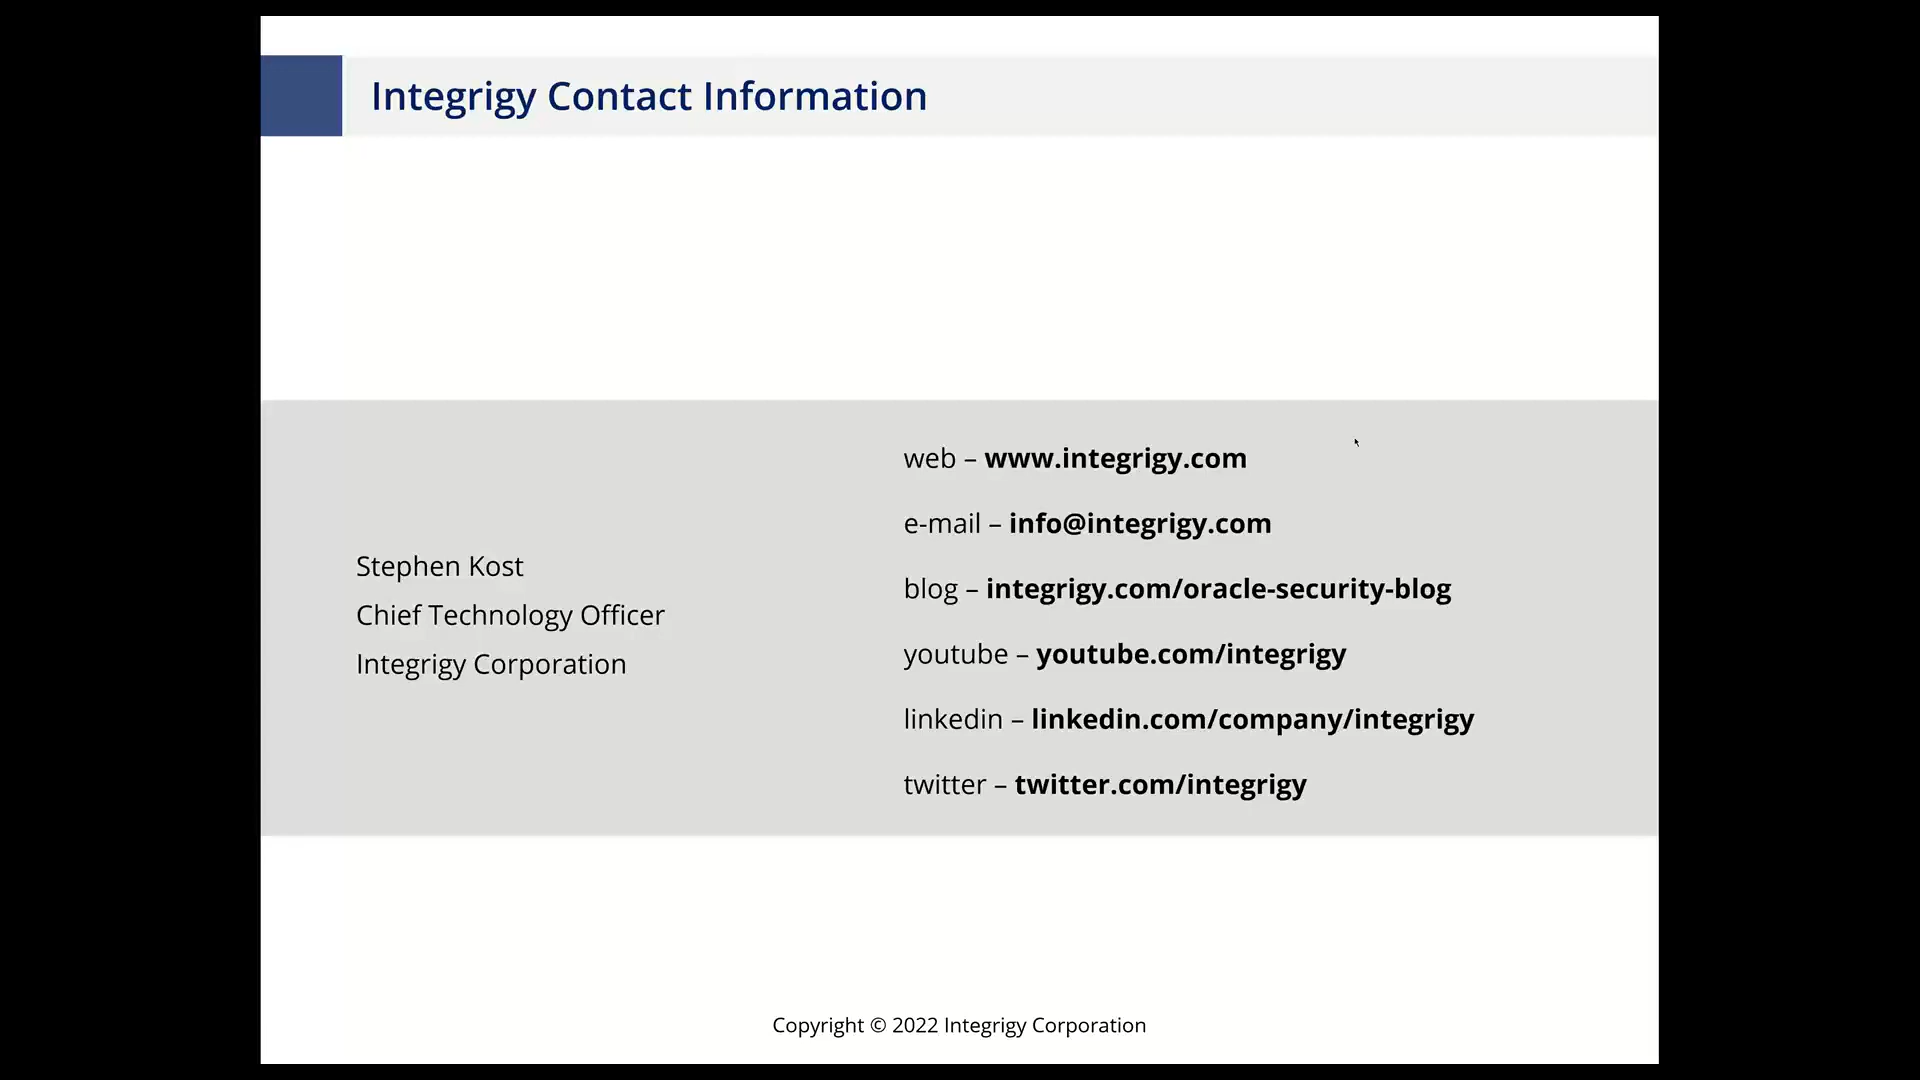 Integrigy Contact Information
Stephen Kost
Chief Technology Officer
Integrigy Corporation
web – www.integrigy.com
e-mail – info@integrigy.com
blog – integrigy.com/oracle-security-blog
youtube – youtube.com/integrigy
linkedin – linkedin.com/company/integrigy
twitter – twitter.com/integrigy
Copyright © 2022 Integrigy Corporation